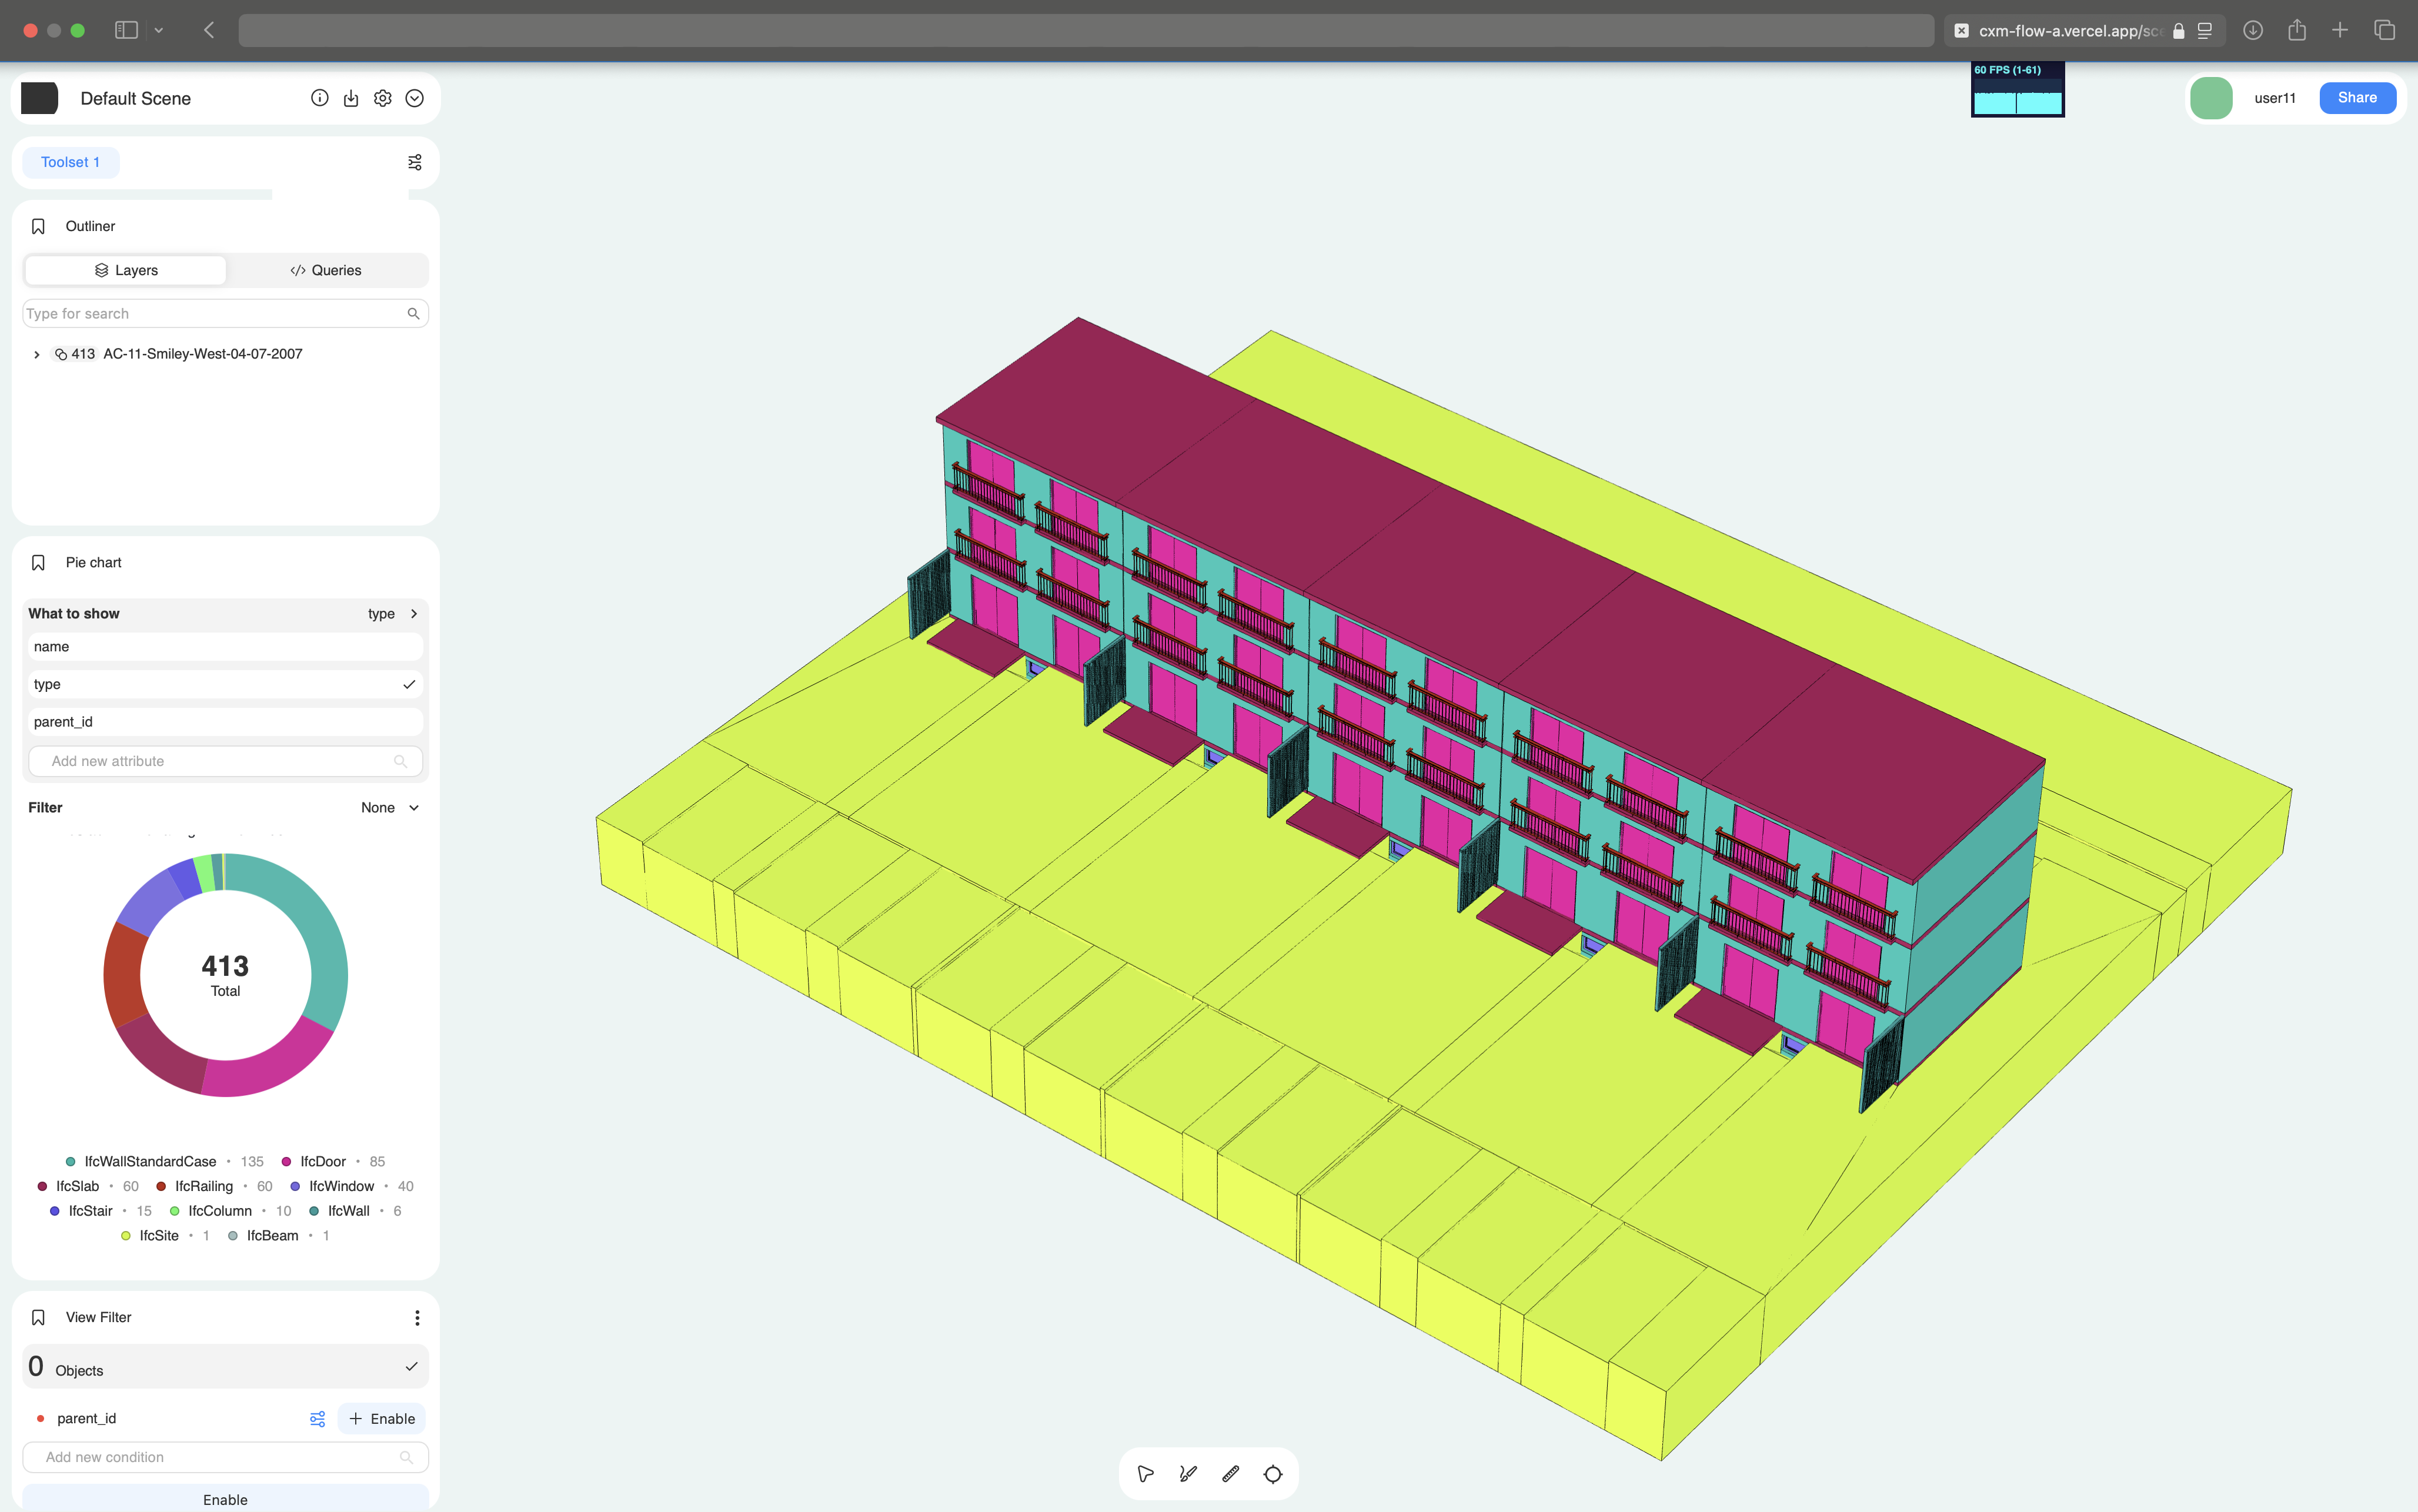 cxm-flow-a.vercel.app/sc
Default Scene
60 FPS (1-61)
user11
Share
Toolset 1
Outliner
Layers
</> Queries
Type for search
413 AC-11-Smiley-West-04-07-2007
Pie chart
What to show
type
name
type
parent_id
Add new attribute
Filter
None
413
Total
IfcWallStandardCase • 135 IfcDoor • 85
IfcSlab • 60 IfcRailing • 60 IfcWindow • 40
IfcStair • 15 IfcColumn • 10 IfcWall • 6
IfcSite • 1 IfcBeam • 1
View Filter
0 Objects
parent_id
+ Enable
Add new condition
Enable